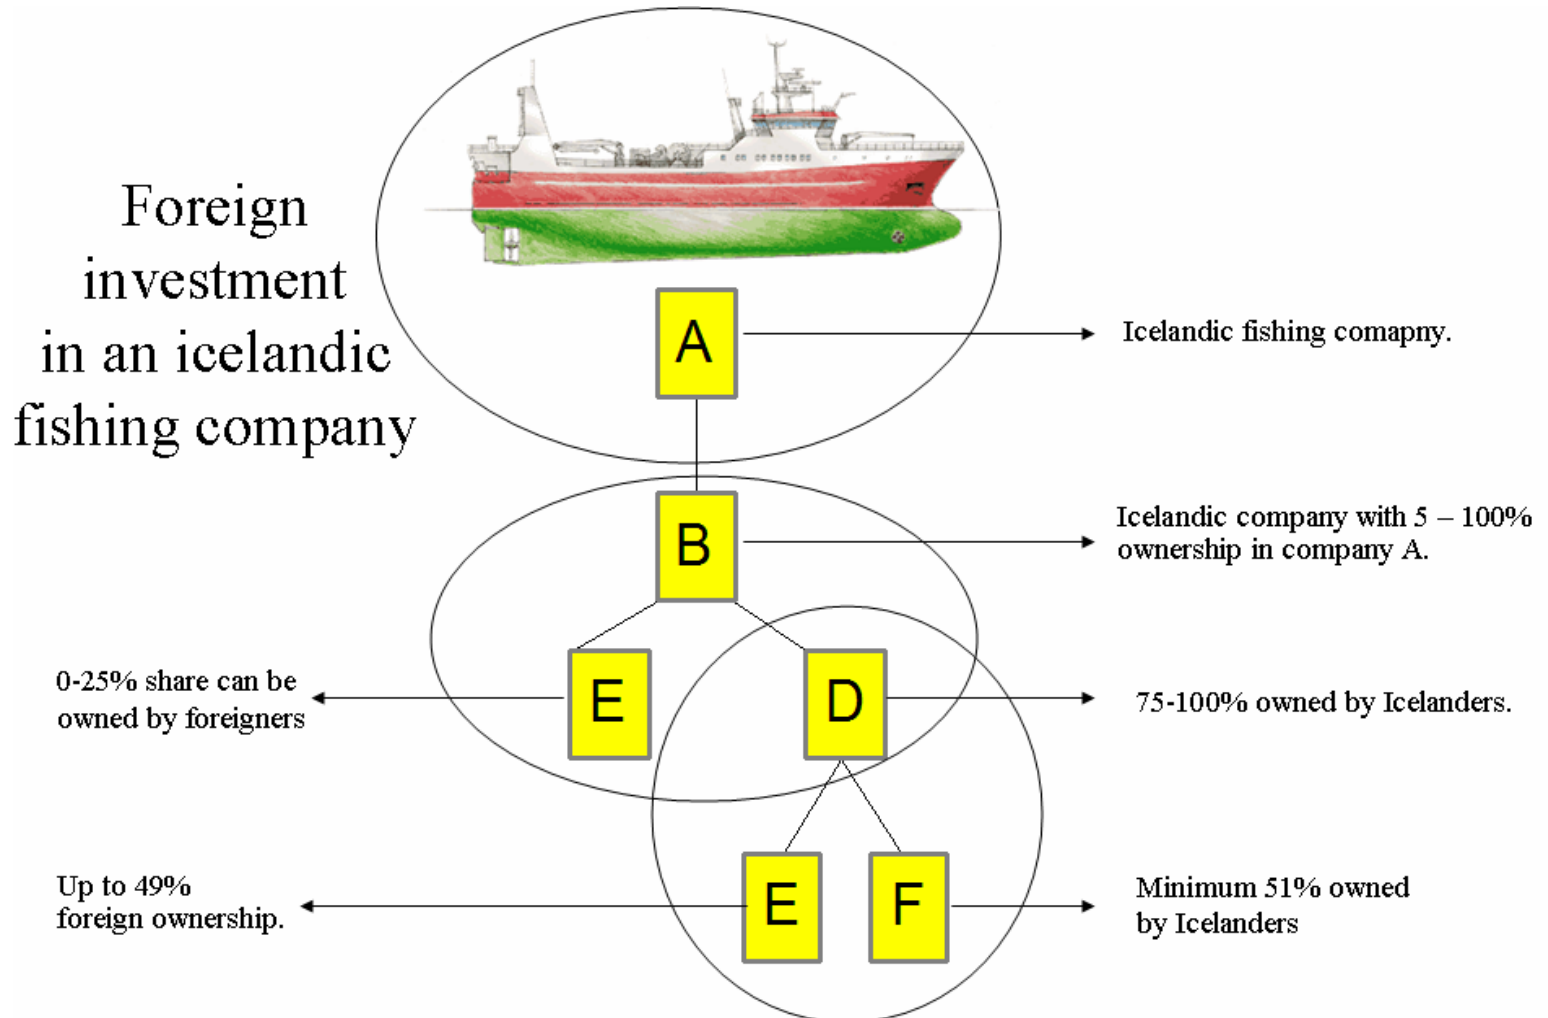 Foreign
investment
in an icelandic
fishing company
A
Icelandic fishing comapny.
B
Icelandic company with 5 – 100%
ownership in company A.
0-25% share can be
owned by foreigners
E
D
75-100% owned by Icelanders.
Up to 49%
foreign ownership.
E
F
Minimum 51% owned
by Icelanders